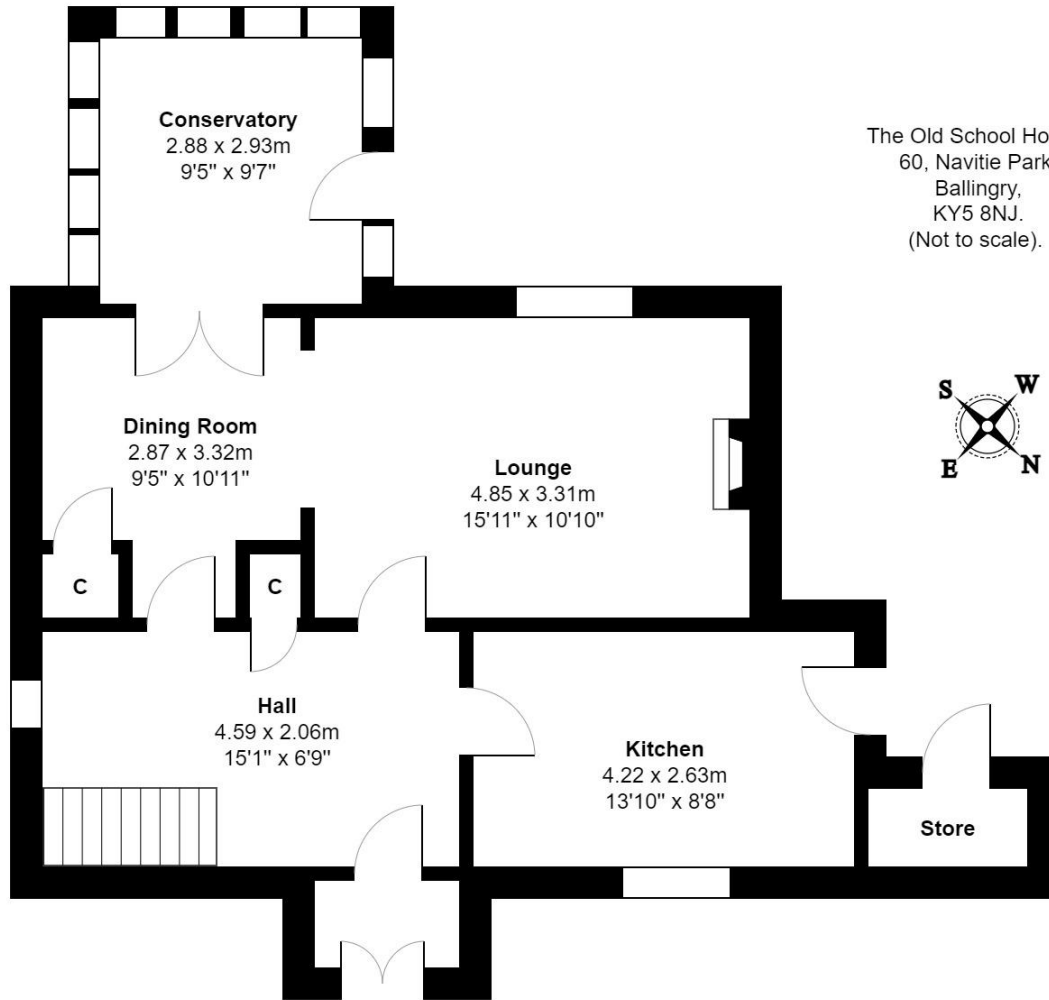 Conservatory
2.88 x 2.93m
9'5" x 9'7"
The Old School Ho
60, Navitie Park
Ballingry,
KY5 8NJ.
(Not to scale).
S W
E N
Dining Room
2.87 x 3.32m
9'5" x 10'11"
Lounge
4.85 x 3.31m
15'11" x 10'10"
C
C
Hall
4.59 x 2.06m
15'1" x 6'9"
Kitchen
4.22 x 2.63m
13'10" x 8'8"
Store